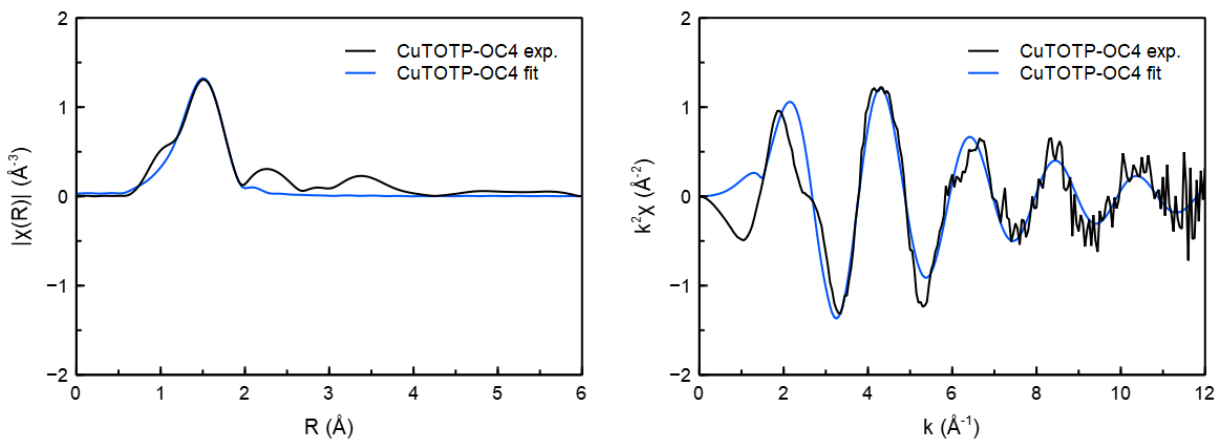 2
1
0
−1
−2
|χ(R)| (Å⁻³)
CuTOTP-OC4 exp.
CuTOTP-OC4 fit
0 1 2 3 4 5 6
R (Å)
2
1
0
−1
−2
k²χ (Å⁻²)
CuTOTP-OC4 exp.
CuTOTP-OC4 fit
0 2 4 6 8 10 12
k (Å⁻¹)